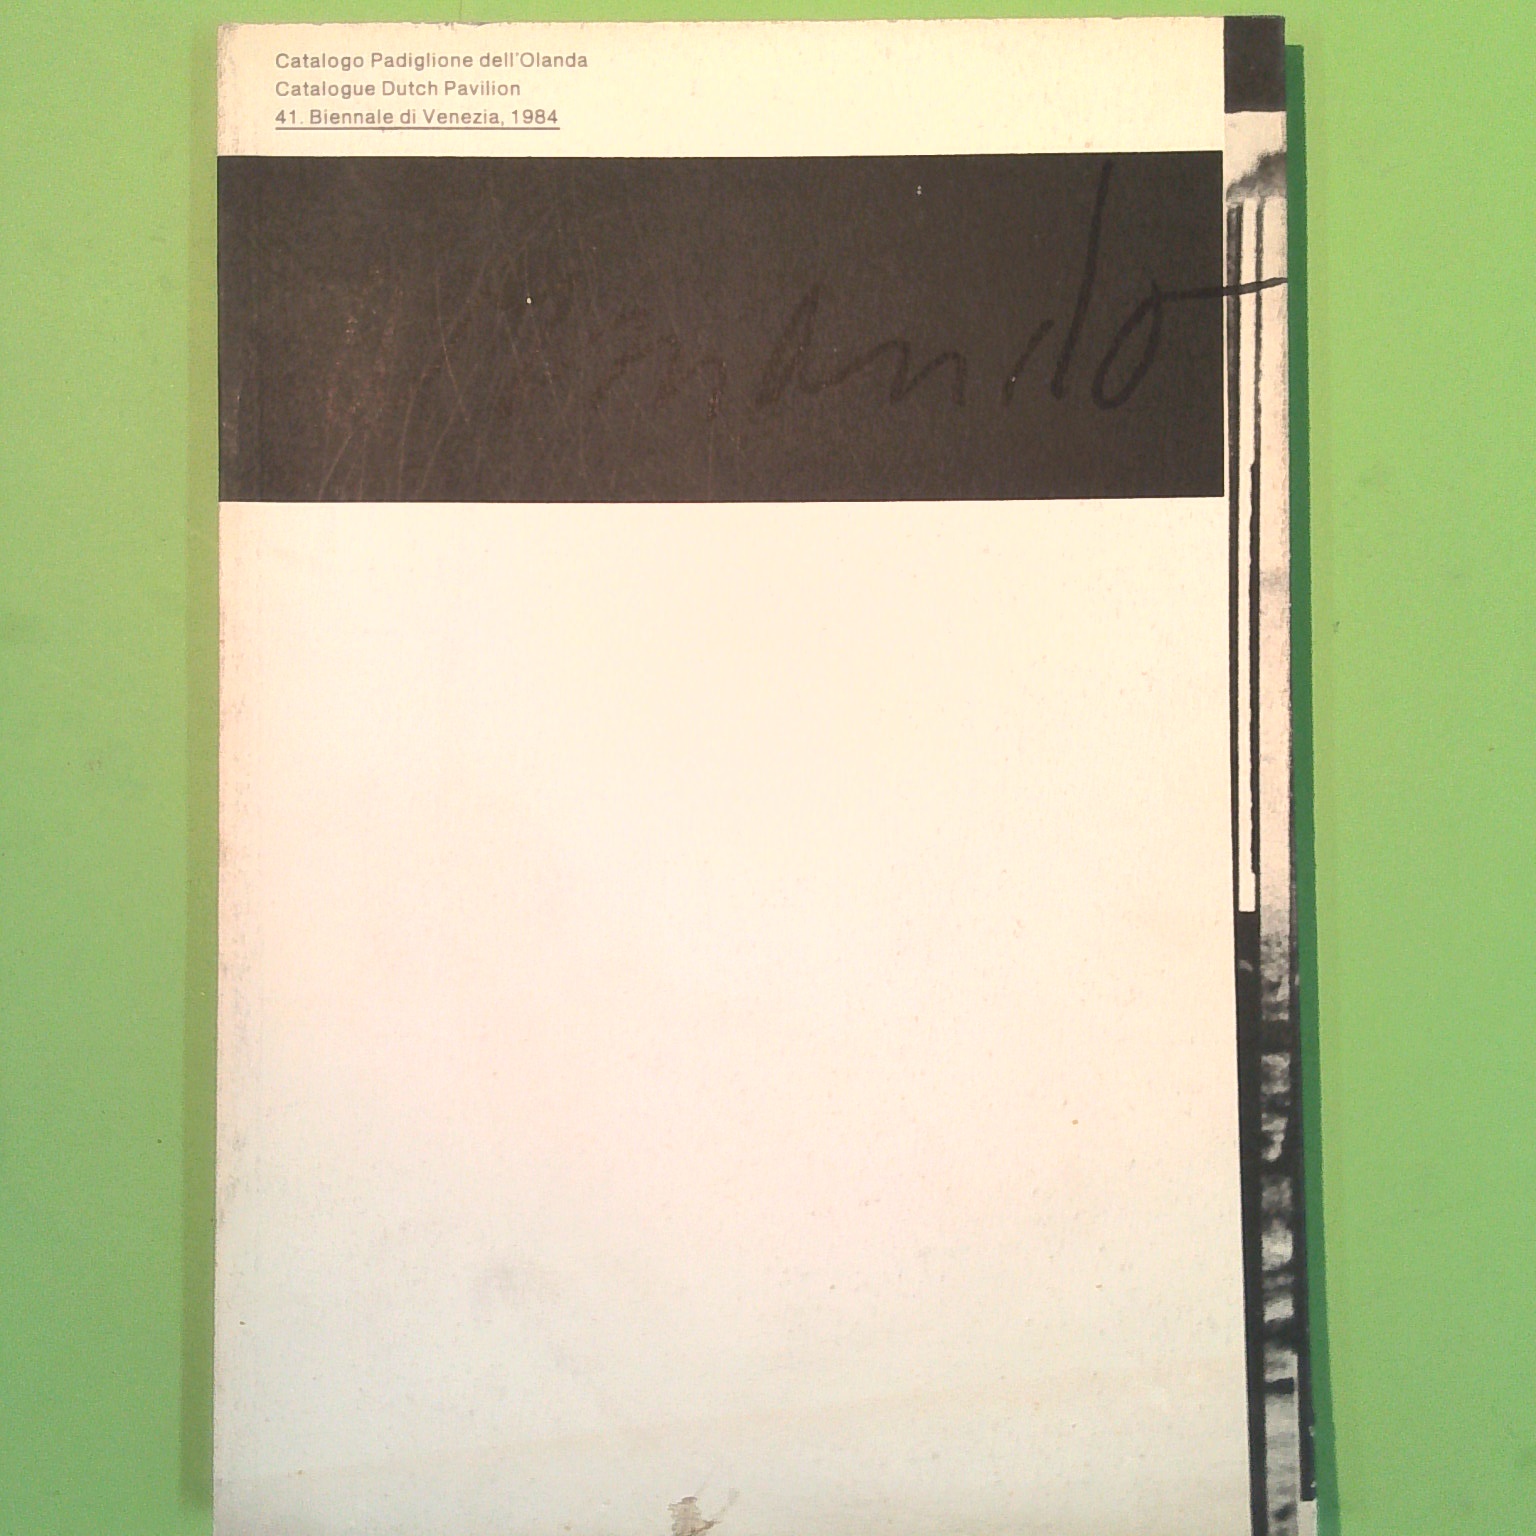 Catalogo Padiglione dell'Olanda
Catalogue Dutch Pavilion
41. Biennale di Venezia, 1984